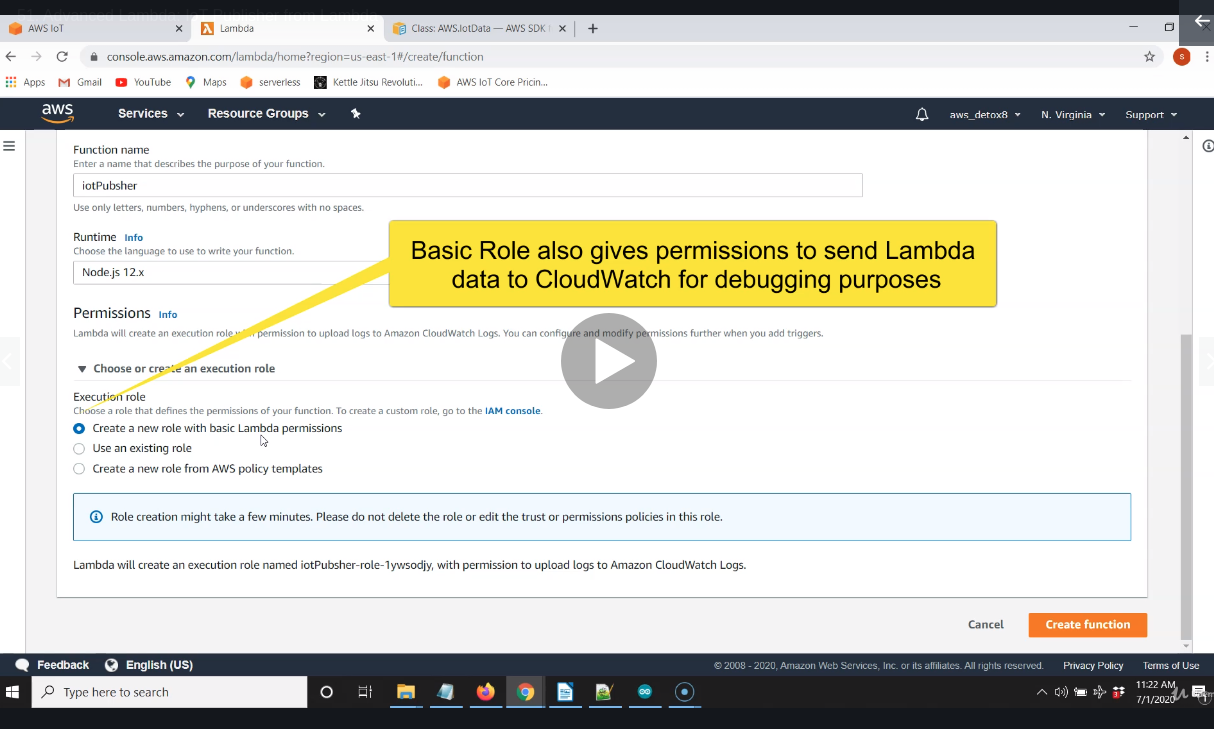 51. Advanced Lambda: IoT Publisher from Lambda
AWS IoT
Lambda
Class: AWS.IotData — AWS SDK
console.aws.amazon.com/lambda/home?region=us-east-1#/create/function
S
Apps
Gmail
YouTube
Maps
serverless
Kettle Jitsu Revoluti...
AWS IoT Core Pricin...
aws
Services
Resource Groups
aws_detox8
N. Virginia
Support
Function name
Enter a name that describes the purpose of your function.
iotPubsher
Use only letters, numbers, hyphens, or underscores with no spaces.
Runtime Info
Choose the language to use to write your function.
Node.js 12.x
Basic Role also gives permissions to send Lambda
data to CloudWatch for debugging purposes
Permissions Info
Lambda will create an execution role with permission to upload logs to Amazon CloudWatch Logs. You can configure and modify permissions further when you add triggers.
Choose or create an execution role
Execution role
Choose a role that defines the permissions of your function. To create a custom role, go to the IAM console.
Create a new role with basic Lambda permissions
Use an existing role
Create a new role from AWS policy templates
Role creation might take a few minutes. Please do not delete the role or edit the trust or permissions policies in this role.
Lambda will create an execution role named iotPubsher-role-1ywsodjy, with permission to upload logs to Amazon CloudWatch Logs.
Cancel
Create function
Feedback
English (US)
© 2008 - 2020, Amazon Web Services, Inc. or its affiliates. All rights reserved.
Privacy Policy
Terms of Use
Type here to search
11:22 AM
7/1/2020